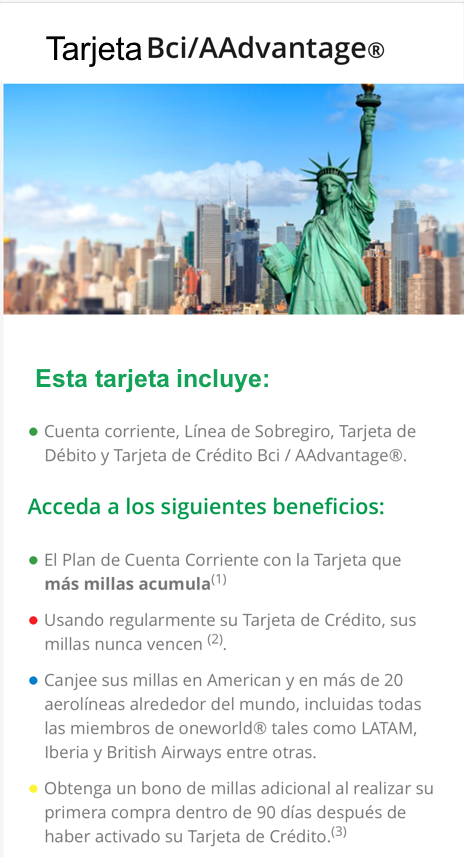 Tarjeta Bci/AAdvantage®
Esta tarjeta incluye:
Cuenta corriente, Línea de Sobregiro, Tarjeta de
Débito y Tarjeta de Crédito Bci / AAdvantage®.
Acceda a los siguientes beneficios:
El Plan de Cuenta Corriente con la Tarjeta que
más millas acumula(1)
Usando regularmente su Tarjeta de Crédito, sus
millas nunca vencen (2).
Canjee sus millas en American y en más de 20
aerolíneas alrededor del mundo, incluidas todas
las miembros de oneworld® tales como LATAM,
Iberia y British Airways entre otras.
Obtenga un bono de millas adicional al realizar su
primera compra dentro de 90 días después de
haber activado su Tarjeta de Crédito.(3)